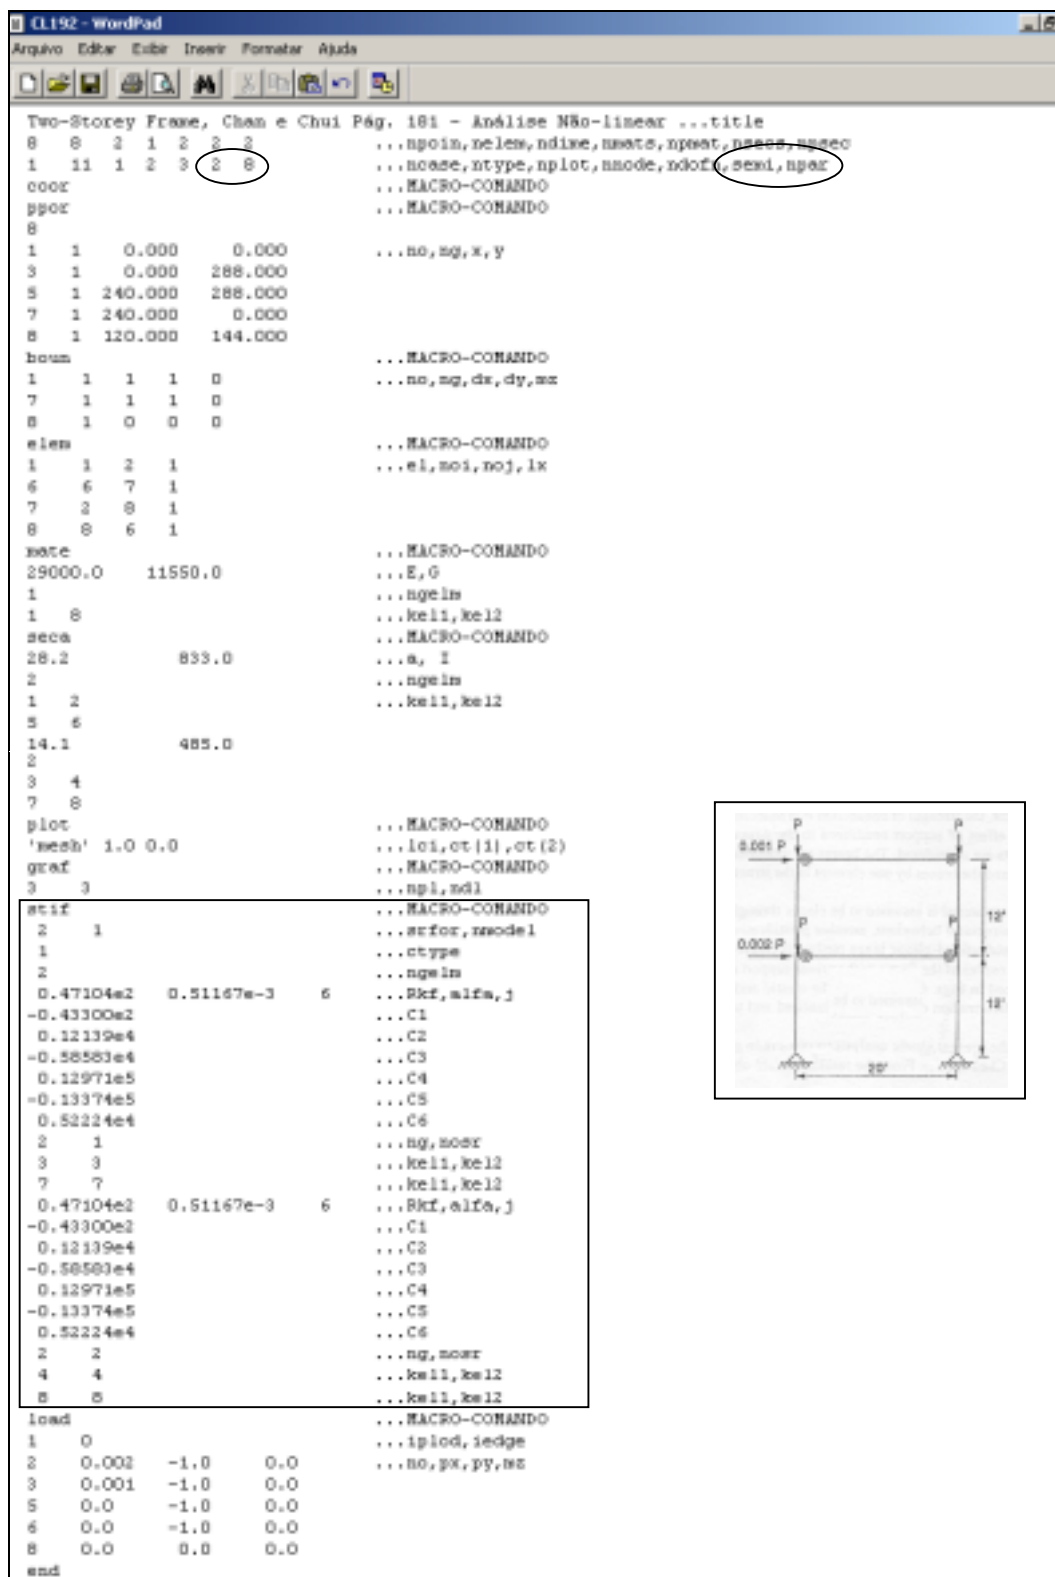 CL192 - WordPad
Arquivo Editar Exibir Inserir Formatar Ajuda
Two-Storey Frame, Chan e Chui Pág. 181 - Análise Não-linear ...title
8 8 2 1 2 2 2 ...npoin,nelem,ndime,nmats,npmat,nsecs,npsec
1 11 1 2 3 2 8 ...ncase,ntype,nplot,nnode,ndofn,semi,npar
coor ...MACRO-COMANDO
ppor ...MACRO-COMANDO
8
1 1 0.000 0.000 ...no,ng,x,y
3 1 0.000 288.000
5 1 240.000 288.000
7 1 240.000 0.000
8 1 120.000 144.000
boun ...MACRO-COMANDO
1 1 1 1 0 ...no,ng,dx,dy,mz
7 1 1 1 0
8 1 0 0 0
elem ...MACRO-COMANDO
1 1 2 1 ...el,noi,noj,lx
6 6 7 1
7 2 8 1
8 8 6 1
mate ...MACRO-COMANDO
29000.0 11550.0 ...E,G
1 ...ngelm
1 8 ...kel1,kel2
seca ...MACRO-COMANDO
28.2 833.0 ...a, I
2 ...ngelm
1 2 ...kel1,kel2
5 6
14.1 485.0
2
3 4
7 8
plot ...MACRO-COMANDO
'mesh' 1.0 0.0 ...lci,ct(1),ct(2)
graf ...MACRO-COMANDO
3 3 ...npl,ndl
stif ...MACRO-COMANDO
2 1 ...srfor,nmodel
1 ...ctype
2 ...ngelm
0.47104e2 0.51167e-3 6 ...Rkf,alfa,j
-0.43300e2 ...C1
0.12139e4 ...C2
-0.58583e4 ...C3
0.12971e5 ...C4
-0.13374e5 ...C5
0.52224e4 ...C6
2 1 ...ng,nosr
3 3 ...kel1,kel2
7 7 ...kel1,kel2
0.47104e2 0.51167e-3 6 ...Rkf,alfa,j
-0.43300e2 ...C1
0.12139e4 ...C2
-0.58583e4 ...C3
0.12971e5 ...C4
-0.13374e5 ...C5
0.52224e4 ...C6
2 2 ...ng,nosr
4 4 ...kel1,kel2
8 8 ...kel1,kel2
load ...MACRO-COMANDO
1 0 ...iplod,iedge
2 0.002 -1.0 0.0 ...no,px,py,mz
3 0.001 -1.0 0.0
5 0.0 -1.0 0.0
6 0.0 -1.0 0.0
8 0.0 0.0 0.0
end
P P
0.001 P
12'
P P
0.002 P
12'
20'